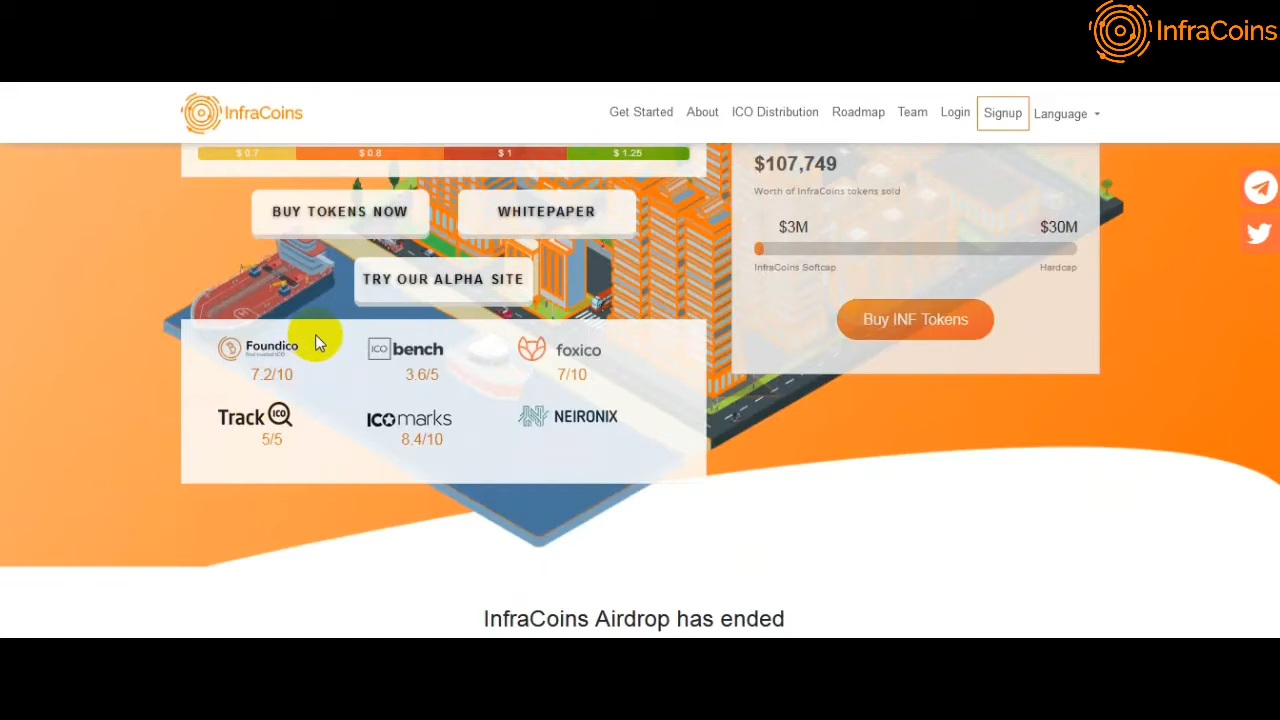 InfraCoins
InfraCoins
Get Started About ICO Distribution Roadmap Team Login Signup Language
$ 0.7 $ 0.8 $ 1 $ 1.25
BUY TOKENS NOW
WHITEPAPER
TRY OUR ALPHA SITE
Foundico
7.2/10
ICO bench
3.6/5
foxico
7/10
Track ICO
5/5
ICOmarks
8.4/10
NEIRONIX
$107,749
Worth of InfraCoins tokens sold
$3M $30M
InfraCoins Softcap Hardcap
Buy INF Tokens
InfraCoins Airdrop has ended